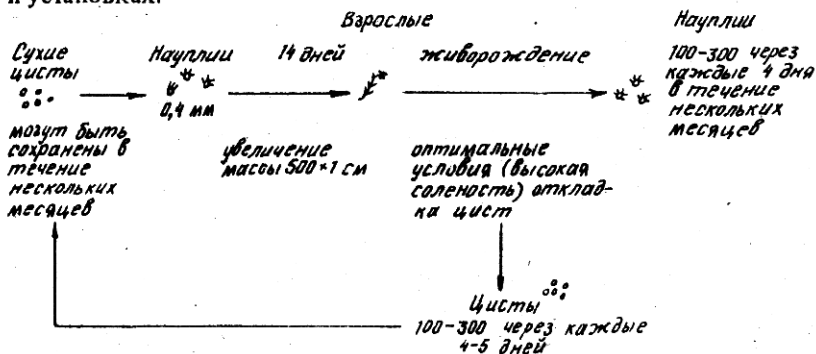 и установках.
Взрослые
Науплии
Сухие
цисты
Науплии
14 дней
живорождение
100-300 через
каждые 4 дня
в течение
нескольких
месяцев
0,4 мм
могут быть
сохранены в
течение
нескольких
месяцев
увеличение
массы 500×1 см
оптимальные
условия (высокая
соленость) отклад-
ка цист
Цисты
100-300 через каждые
4-5 дней